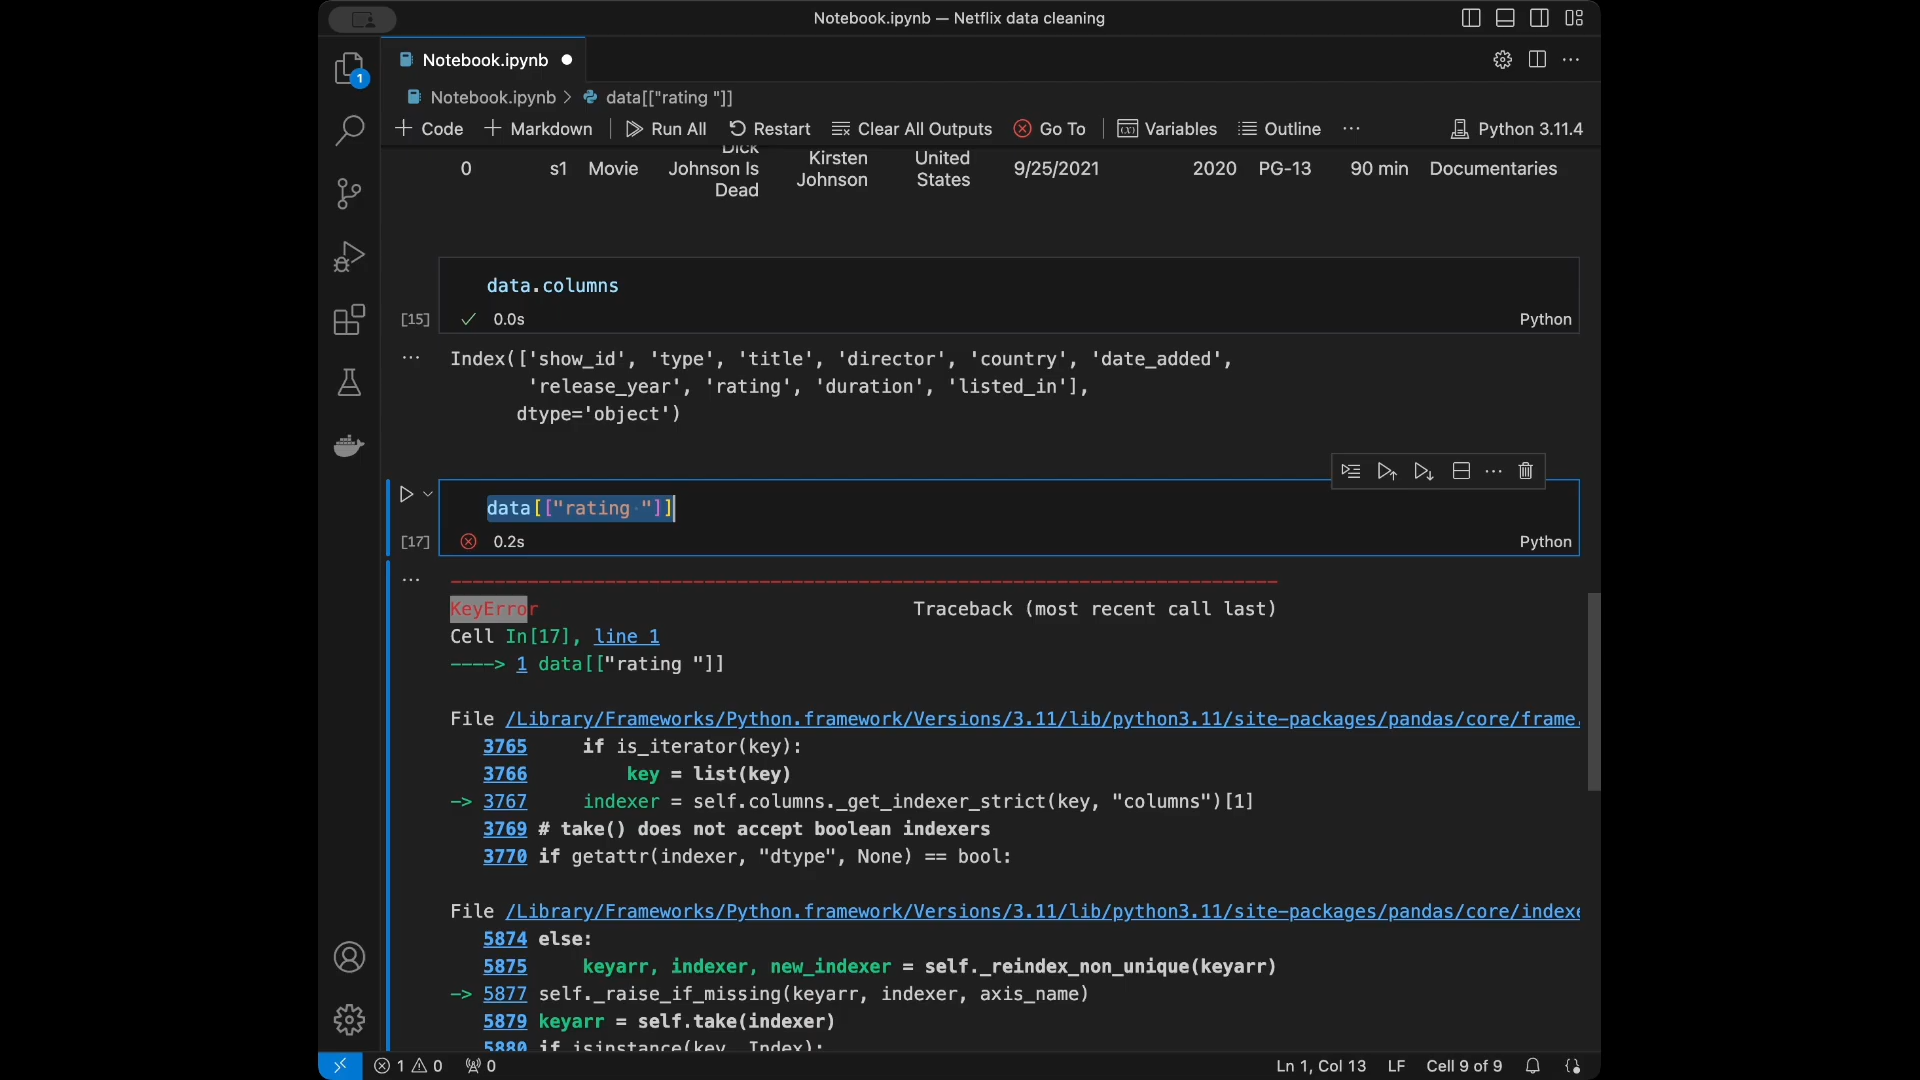 Notebook.ipynb — Netflix data cleaning
Notebook.ipynb
Notebook.ipynb > data[["rating "]]
+ Code + Markdown Run All Restart Clear All Outputs Go To Variables Outline ... Python 3.11.4
0 s1 Movie Dick Johnson Is Dead Kirsten Johnson United States 9/25/2021 2020 PG-13 90 min Documentaries
data.columns
[15] 0.0s Python
Index(['show_id', 'type', 'title', 'director', 'country', 'date_added',
'release_year', 'rating', 'duration', 'listed_in'],
dtype='object')
data[["rating "]]
[17] 0.2s Python
KeyError Traceback (most recent call last)
Cell In[17], line 1
----> 1 data[["rating "]]
File /Library/Frameworks/Python.framework/Versions/3.11/lib/python3.11/site-packages/pandas/core/frame.
3765 if is_iterator(key):
3766 key = list(key)
-> 3767 indexer = self.columns._get_indexer_strict(key, "columns")[1]
3769 # take() does not accept boolean indexers
3770 if getattr(indexer, "dtype", None) == bool:
File /Library/Frameworks/Python.framework/Versions/3.11/lib/python3.11/site-packages/pandas/core/indexe
5874 else:
5875 keyarr, indexer, new_indexer = self._reindex_non_unique(keyarr)
-> 5877 self._raise_if_missing(keyarr, indexer, axis_name)
5879 keyarr = self.take(indexer)
5880 if isinstance(key, Index):
1 0 0 Ln 1, Col 13 LF Cell 9 of 9
1